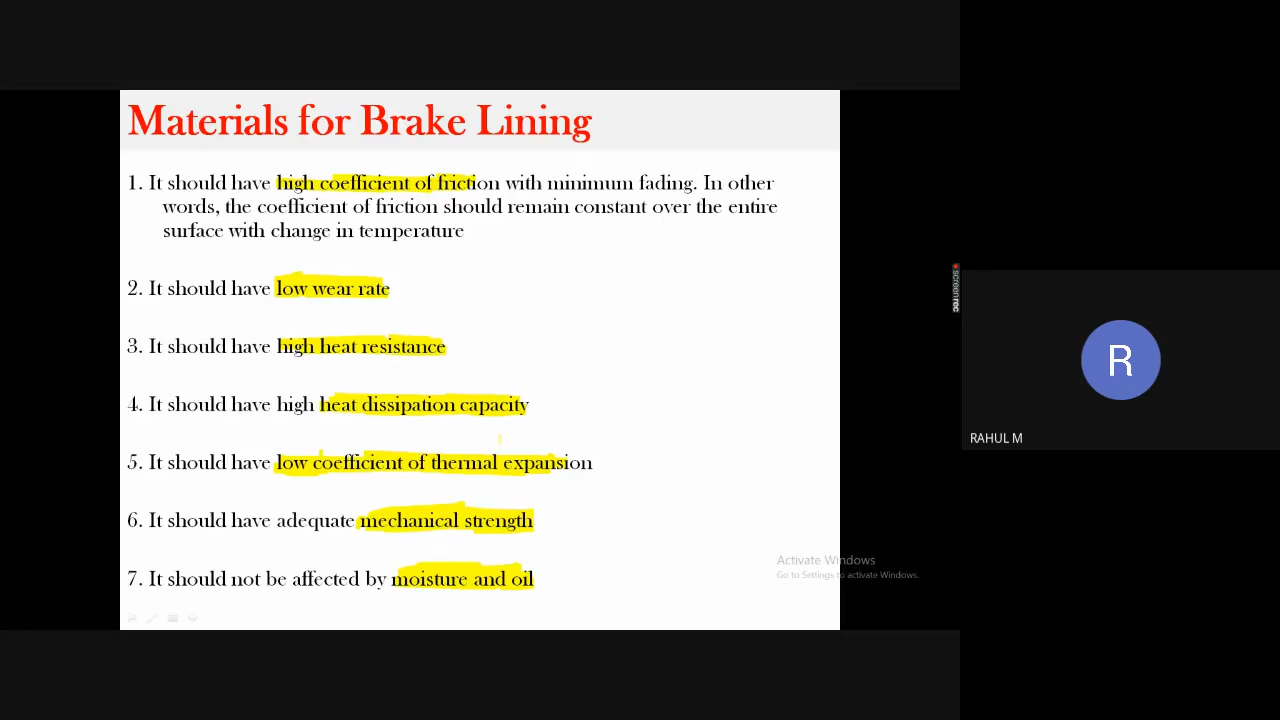 Materials for Brake Lining
1. It should have high coefficient of friction with minimum fading. In other
words, the coefficient of friction should remain constant over the entire
surface with change in temperature
2. It should have low wear rate
3. It should have high heat resistance
4. It should have high heat dissipation capacity
5. It should have low coefficient of thermal expansion
6. It should have adequate mechanical strength
7. It should not be affected by moisture and oil
Activate Windows
Go to Settings to activate Windows.
screenrec
R
RAHUL M